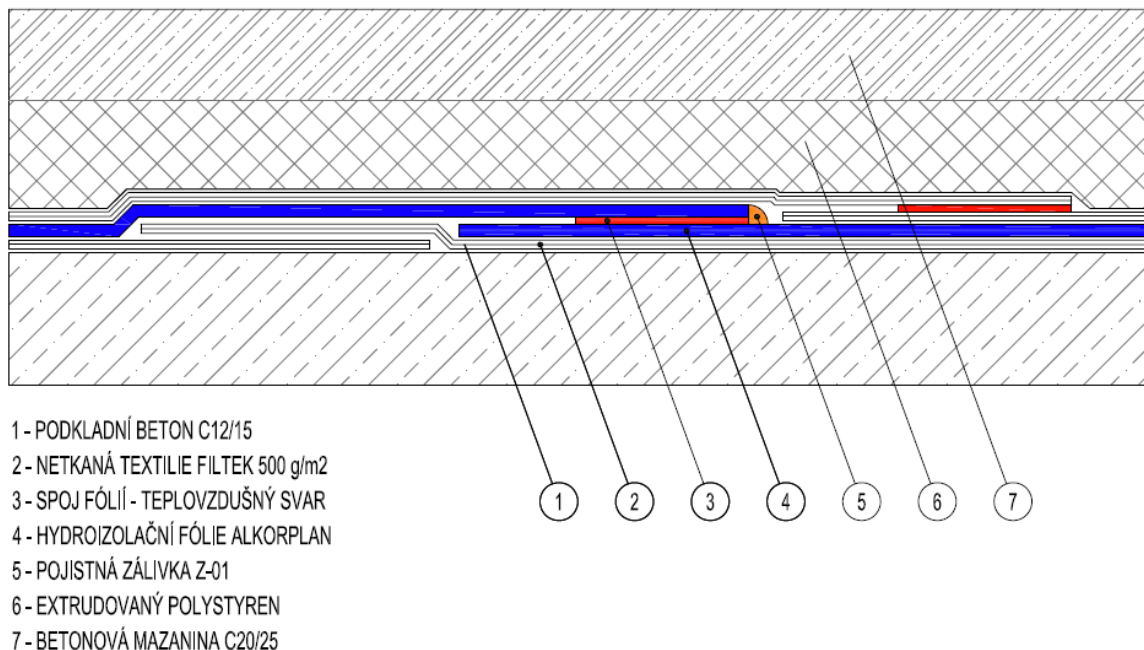 1 - PODKLADNÍ BETON C12/15
2 - NETKANÁ TEXTILIE FILTEK 500 g/m2
3 - SPOJ FÓLIÍ - TEPLOVZDUŠNÝ SVAR
4 - HYDROIZOLAČNÍ FÓLIE ALKORPLAN
5 - POJISTNÁ ZÁLIVKA Z-01
6 - EXTRUDOVANÝ POLYSTYREN
7 - BETONOVÁ MAZANINA C20/25
1 2 3 4 5 6 7